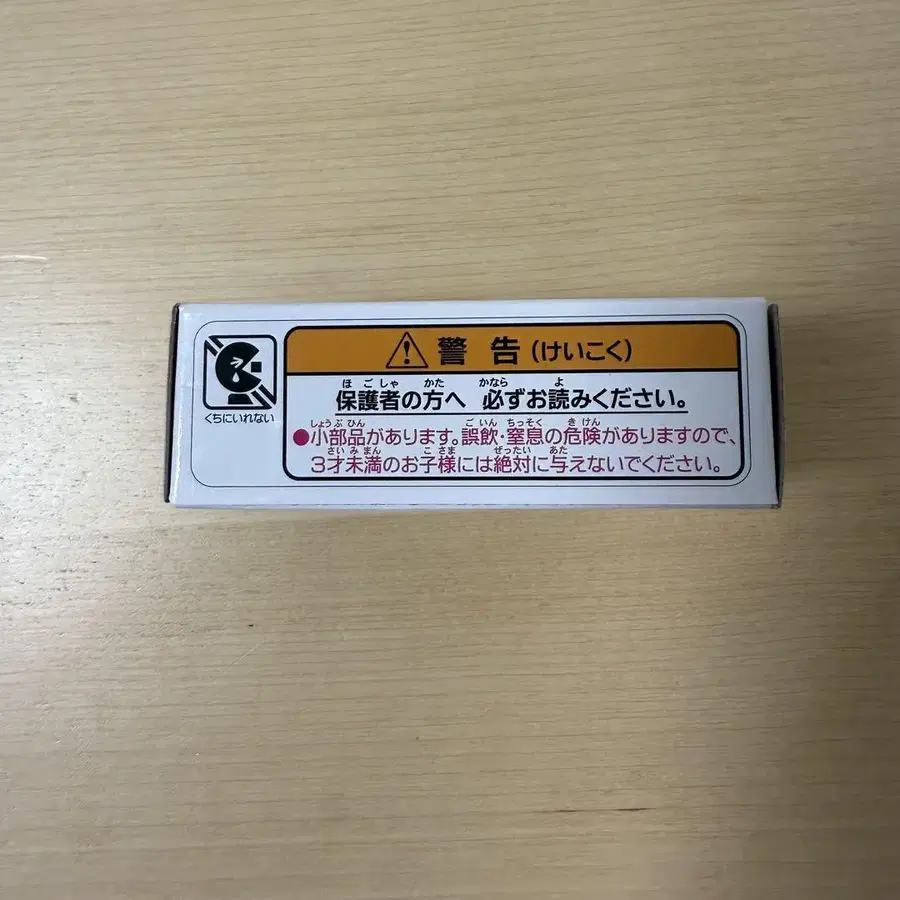 警告(けいこく)
くちにいれない
ほごしゃ かた かなら よ
保護者の方へ 必ずお読みください。
しょうぶひん ごいん ちっそく きけん
●小部品があります。誤飲・窒息の危険がありますので、
さいみまん こさま ぜったい あた
3才未満のお子様には絶対に与えないでください。